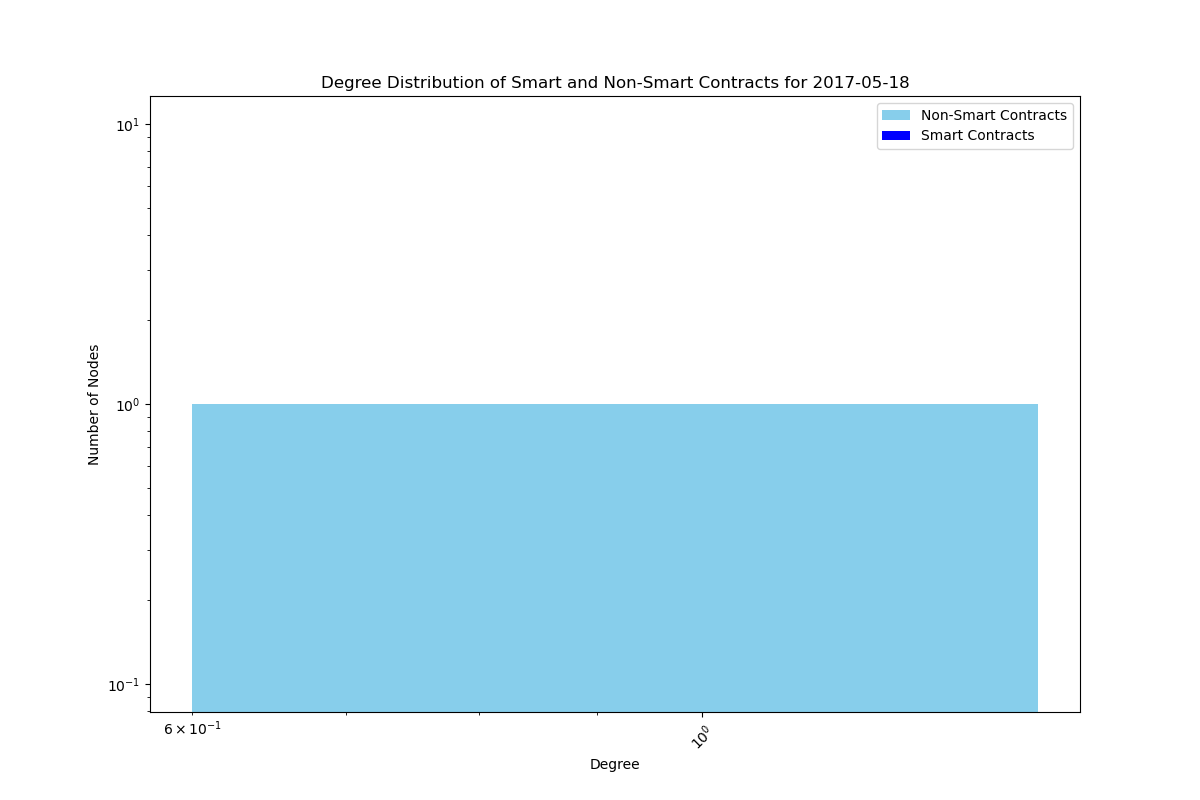 Degree Distribution of Smart and Non-Smart Contracts for 2017-05-18
Non-Smart Contracts
Smart Contracts
10¹
10⁰
10⁻¹
Number of Nodes
6 × 10⁻¹
10⁰
Degree